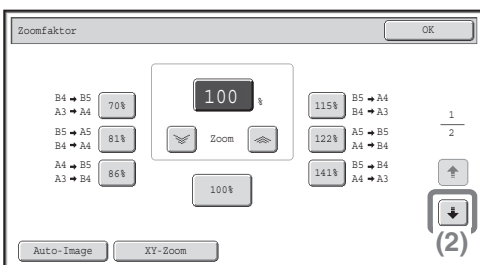 Zoomfaktor OK
B4 → B5
A3 → A4
70%
B5 → A5
B4 → A4
81%
A4 → B5
A3 → B4
86%
100 %
Zoom
100%
115%
B5 → A4
B4 → A3
122%
A5 → B5
A4 → B4
141%
B5 → B4
A4 → A3
1
2
(2)
Auto-Image XY-Zoom